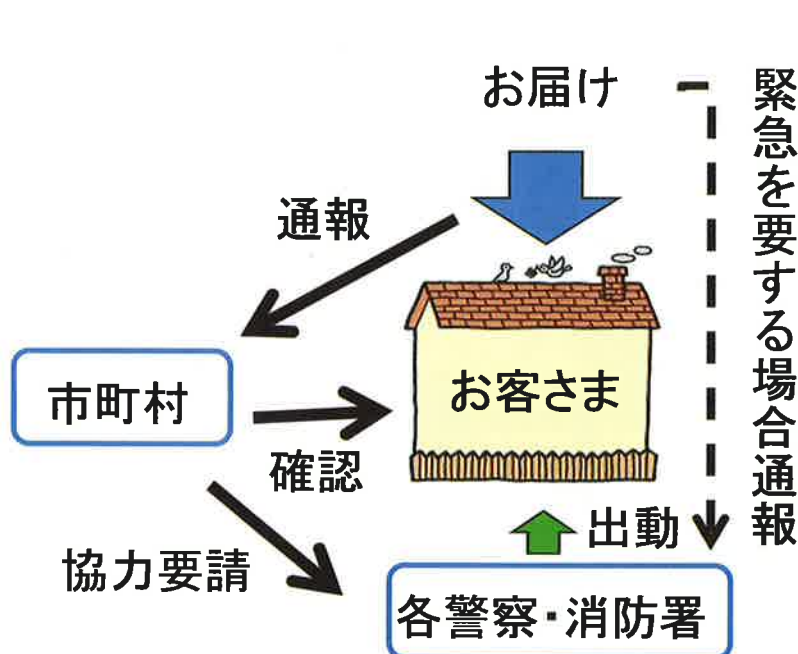 お届け
緊急を要する場合通報
通報
お客さま
市町村
確認
出動
協力要請
各警察・消防署